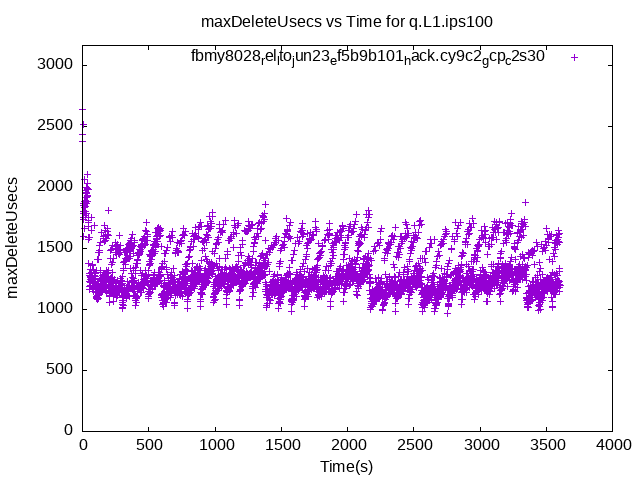 maxDeleteUsecs vs Time for q.L1.ips100
fbmy8028relltojun23ef5b9b101hack.cy9c2gcpc2s30
3000
2500
2000
1500
1000
500
0
maxDeleteUsecs
0 500 1000 1500 2000 2500 3000 3500 4000
Time(s)